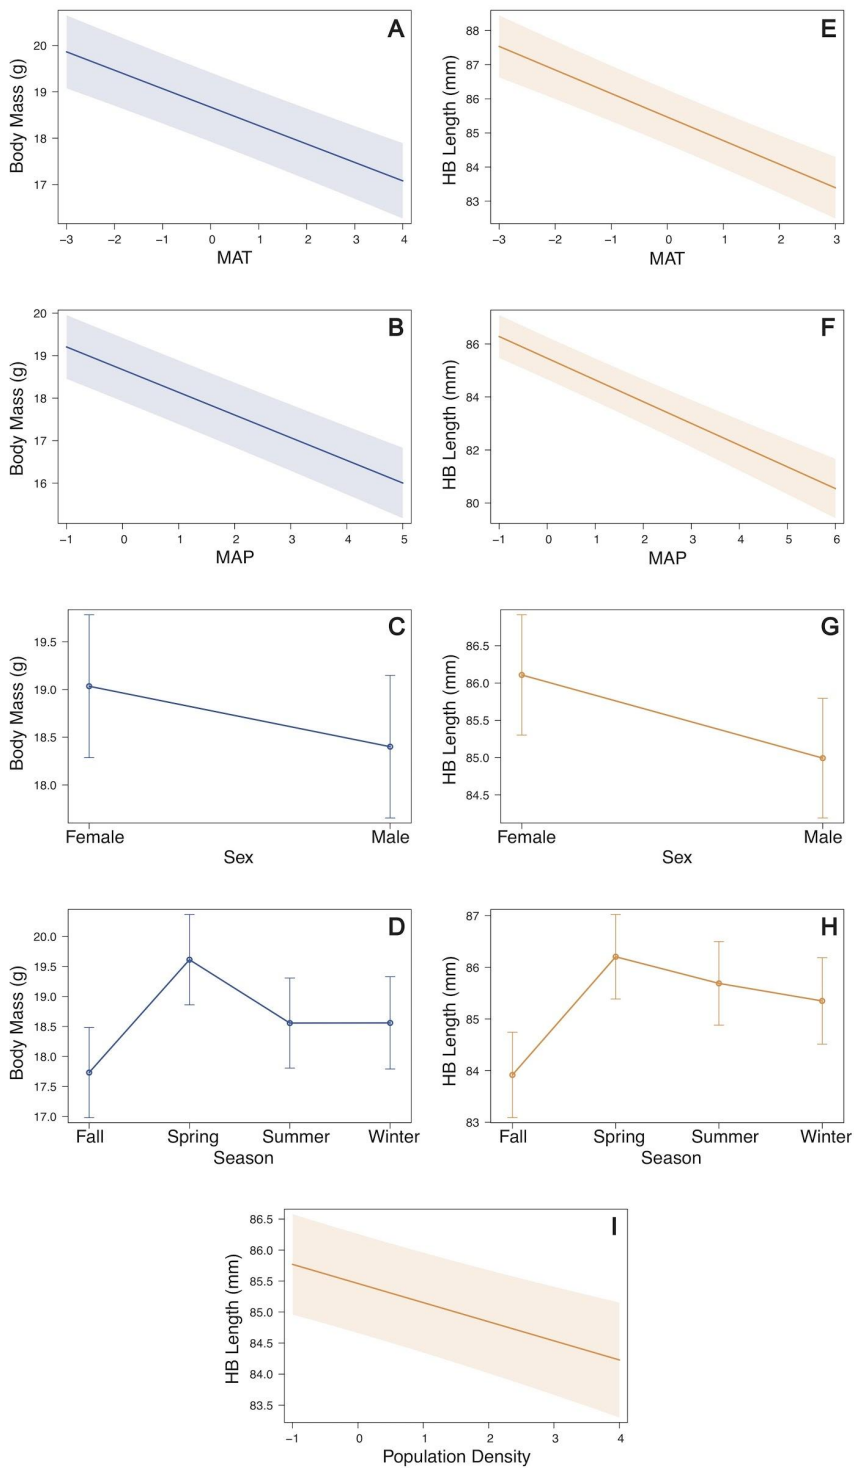 A
Body Mass (g)
20
19
18
17
−3 −2 −1 0 1 2 3 4
MAT
E
HB Length (mm)
88
87
86
85
84
83
−3 −2 −1 0 1 2 3
MAT
B
Body Mass (g)
20
19
18
17
16
−1 0 1 2 3 4 5
MAP
F
HB Length (mm)
86
84
82
80
−1 0 1 2 3 4 5 6
MAP
C
Body Mass (g)
19.5
19.0
18.5
18.0
Female Male
Sex
G
HB Length (mm)
86.5
86.0
85.5
85.0
84.5
Female Male
Sex
D
Body Mass (g)
20.0
19.5
19.0
18.5
18.0
17.5
17.0
Fall Spring Summer Winter
Season
H
HB Length (mm)
87
86
85
84
83
Fall Spring Summer Winter
Season
I
HB Length (mm)
86.5
86.0
85.5
85.0
84.5
84.0
83.5
−1 0 1 2 3 4
Population Density